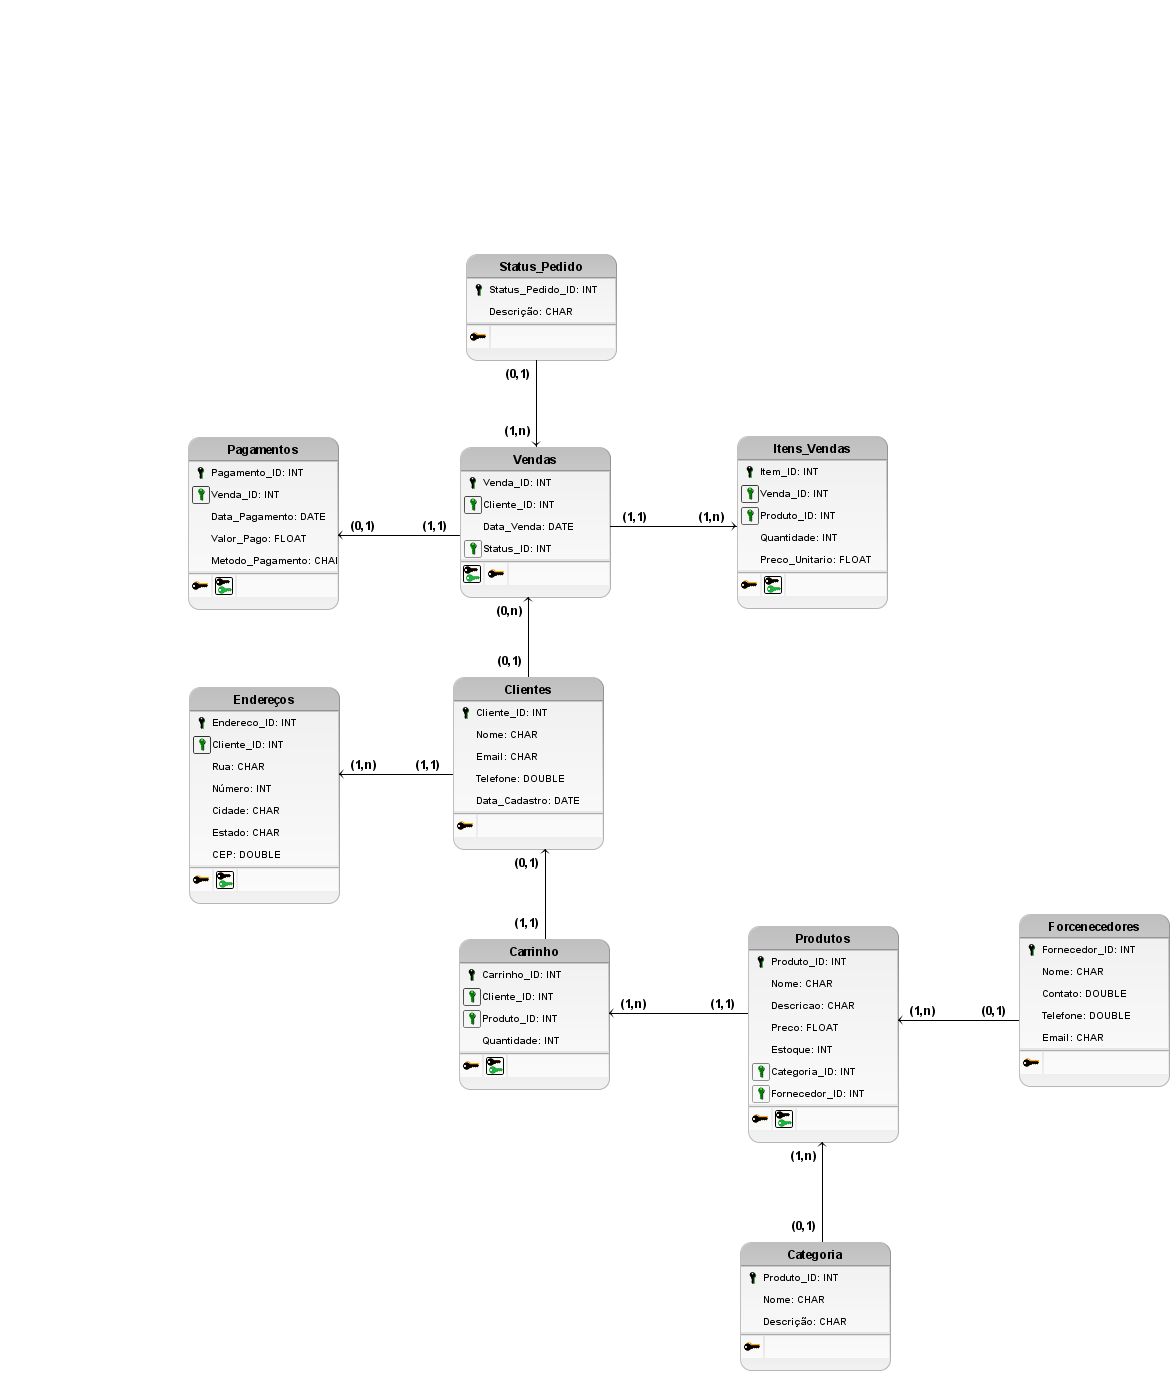 Status_Pedido
Status_Pedido_ID: INT
Descrição: CHAR
(0,1)
(1,n)
Pagamentos
Pagamento_ID: INT
Venda_ID: INT
Data_Pagamento: DATE
Valor_Pago: FLOAT
Metodo_Pagamento: CHA
(0,1)
(1,1)
Vendas
Venda_ID: INT
Cliente_ID: INT
Data_Venda: DATE
Status_ID: INT
(1,1)
(1,n)
Itens_Vendas
Item_ID: INT
Venda_ID: INT
Produto_ID: INT
Quantidade: INT
Preco_Unitario: FLOAT
(0,n)
(0,1)
Endereços
Endereco_ID: INT
Cliente_ID: INT
Rua: CHAR
Número: INT
Cidade: CHAR
Estado: CHAR
CEP: DOUBLE
(1,n)
(1,1)
Clientes
Cliente_ID: INT
Nome: CHAR
Email: CHAR
Telefone: DOUBLE
Data_Cadastro: DATE
(0,1)
(1,1)
Carrinho
Carrinho_ID: INT
Cliente_ID: INT
Produto_ID: INT
Quantidade: INT
(1,n)
(1,1)
Produtos
Produto_ID: INT
Nome: CHAR
Descricao: CHAR
Preco: FLOAT
Estoque: INT
Categoria_ID: INT
Fornecedor_ID: INT
(1,n)
(0,1)
Forcenecedores
Fornecedor_ID: INT
Nome: CHAR
Contato: DOUBLE
Telefone: DOUBLE
Email: CHAR
(1,n)
(0,1)
Categoria
Produto_ID: INT
Nome: CHAR
Descrição: CHAR